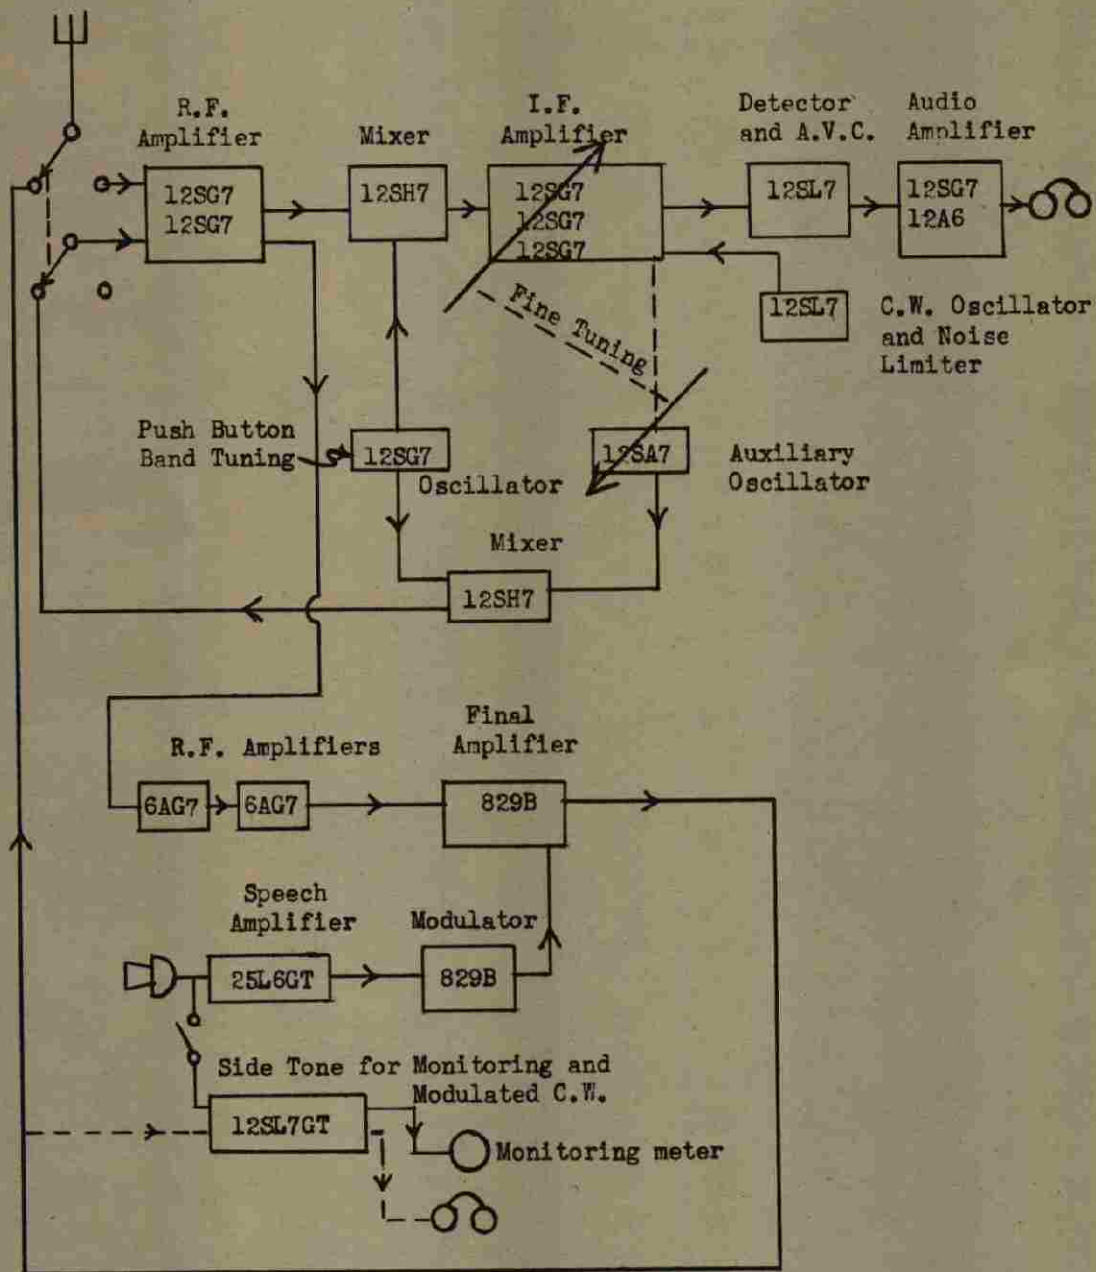 R.F.
Amplifier
Mixer
I.F.
Amplifier
Detector
and A.V.C.
Audio
Amplifier
12SG7
12SG7
12SH7
12SG7
12SG7
12SG7
12SL7
12SG7
12A6
Fine Tuning
12SL7
C.W. Oscillator
and Noise
Limiter
Push Button
Band Tuning
12SG7
Oscillator
12SA7
Auxiliary
Oscillator
Mixer
12SH7
R.F. Amplifiers
Final
Amplifier
6AG7
6AG7
829B
Speech
Amplifier
Modulator
25L6GT
829B
Side Tone for Monitoring and
Modulated C.W.
12SL7GT
Monitoring meter